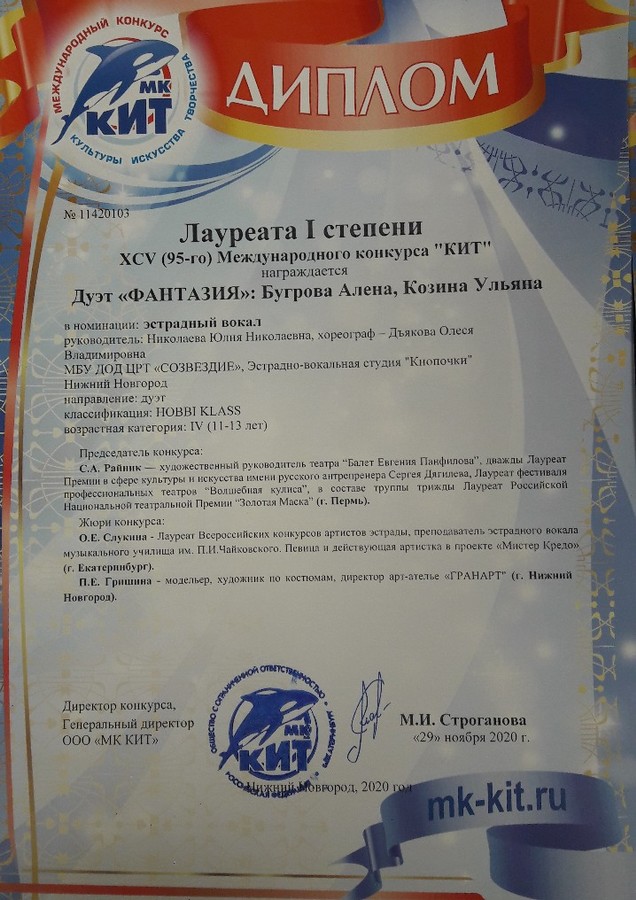 МЕЖДУНАРОДНЫЙ КОНКУРС
МК
КИТ
КУЛЬТУРЫ ИСКУССТВА ТВОРЧЕСТВА
ДИПЛОМ
№ 11420103
Лауреата I степени
XCV (95-го) Международного конкурса "КИТ"
награждается
Дуэт «ФАНТАЗИЯ»: Бугрова Алена, Козина Ульяна
в номинации: эстрадный вокал
руководитель: Николаева Юлия Николаевна, хореограф – Дъякова Олеся
Владимировна
МБУ ДОД ЦРТ «СОЗВЕЗДИЕ», Эстрадно-вокальная студия "Кнопочки"
Нижний Новгород
направление: дуэт
классификация: HOBBI KLASS
возрастная категория: IV (11-13 лет)
Председатель конкурса:
С.А. Райник — художественный руководитель театра “Балет Евгения Панфилова”, дважды Лауреат
Премии в сфере культуры и искусства имени русского антрепренера Сергея Дягилева, Лауреат фестиваля
профессиональных театров “Волшебная кулиса”, в составе труппы трижды Лауреат Российской
Национальной театральной Премии “Золотая Маска” (г. Пермь).
Жюри конкурса:
О.Е. Слукина - Лауреат Всероссийских конкурсов артистов эстрады, преподаватель эстрадного вокала
музыкального училища им. П.И.Чайковского. Певица и действующая артистка в проекте «Мистер Кредо»
(г. Екатеринбург).
П.Е. Гришина - модельер, художник по костюмам, директор арт-ателье «ГРАНАРТ" (г. Нижний
Новгород).
Директор конкурса,
Генеральный директор
ООО «МК КИТ»
ОБЩЕСТВО С ОГРАНИЧЕННОЙ ОТВЕТСТВЕННОСТЬЮ
МК
КИТ
РОССИЙСКАЯ ФЕДЕРАЦИЯ
М.И. Строганова
«29» ноября 2020 г.
Нижний Новгород, 2020 год
mk-kit.ru